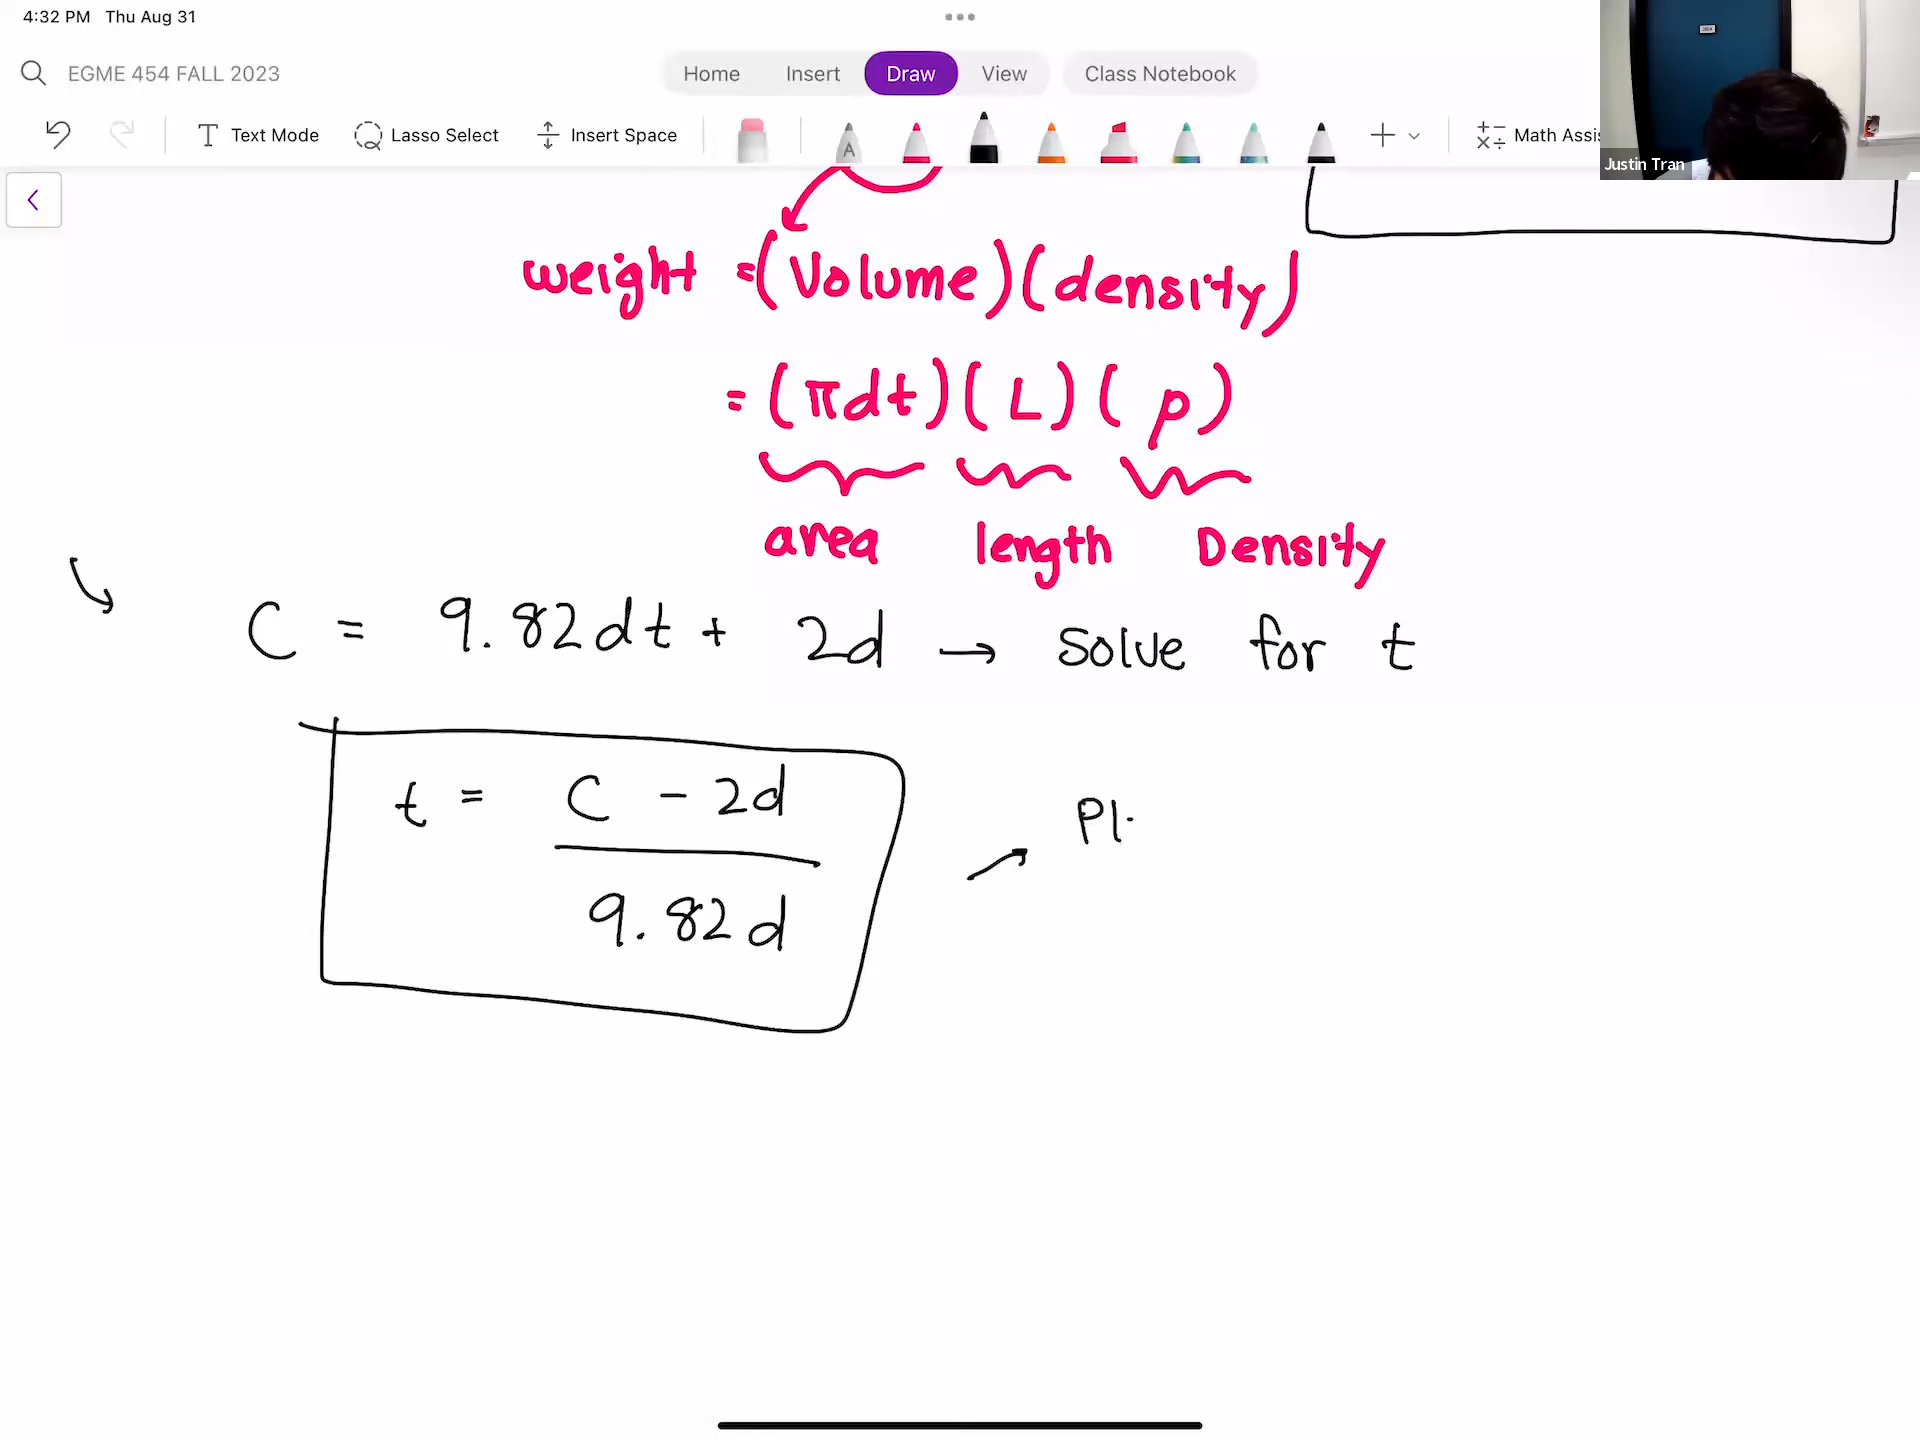 4:32 PM Thu Aug 31
EGME 454 FALL 2023
Home Insert Draw View Class Notebook
Text Mode Lasso Select Insert Space A Math Assis
Justin Tran
weight = (Volume)(density)
= (πdt)(L)(ρ)
area length Density
C = 9.82dt + 2d → Solve for t
t = C - 2d
9.82d
Pl